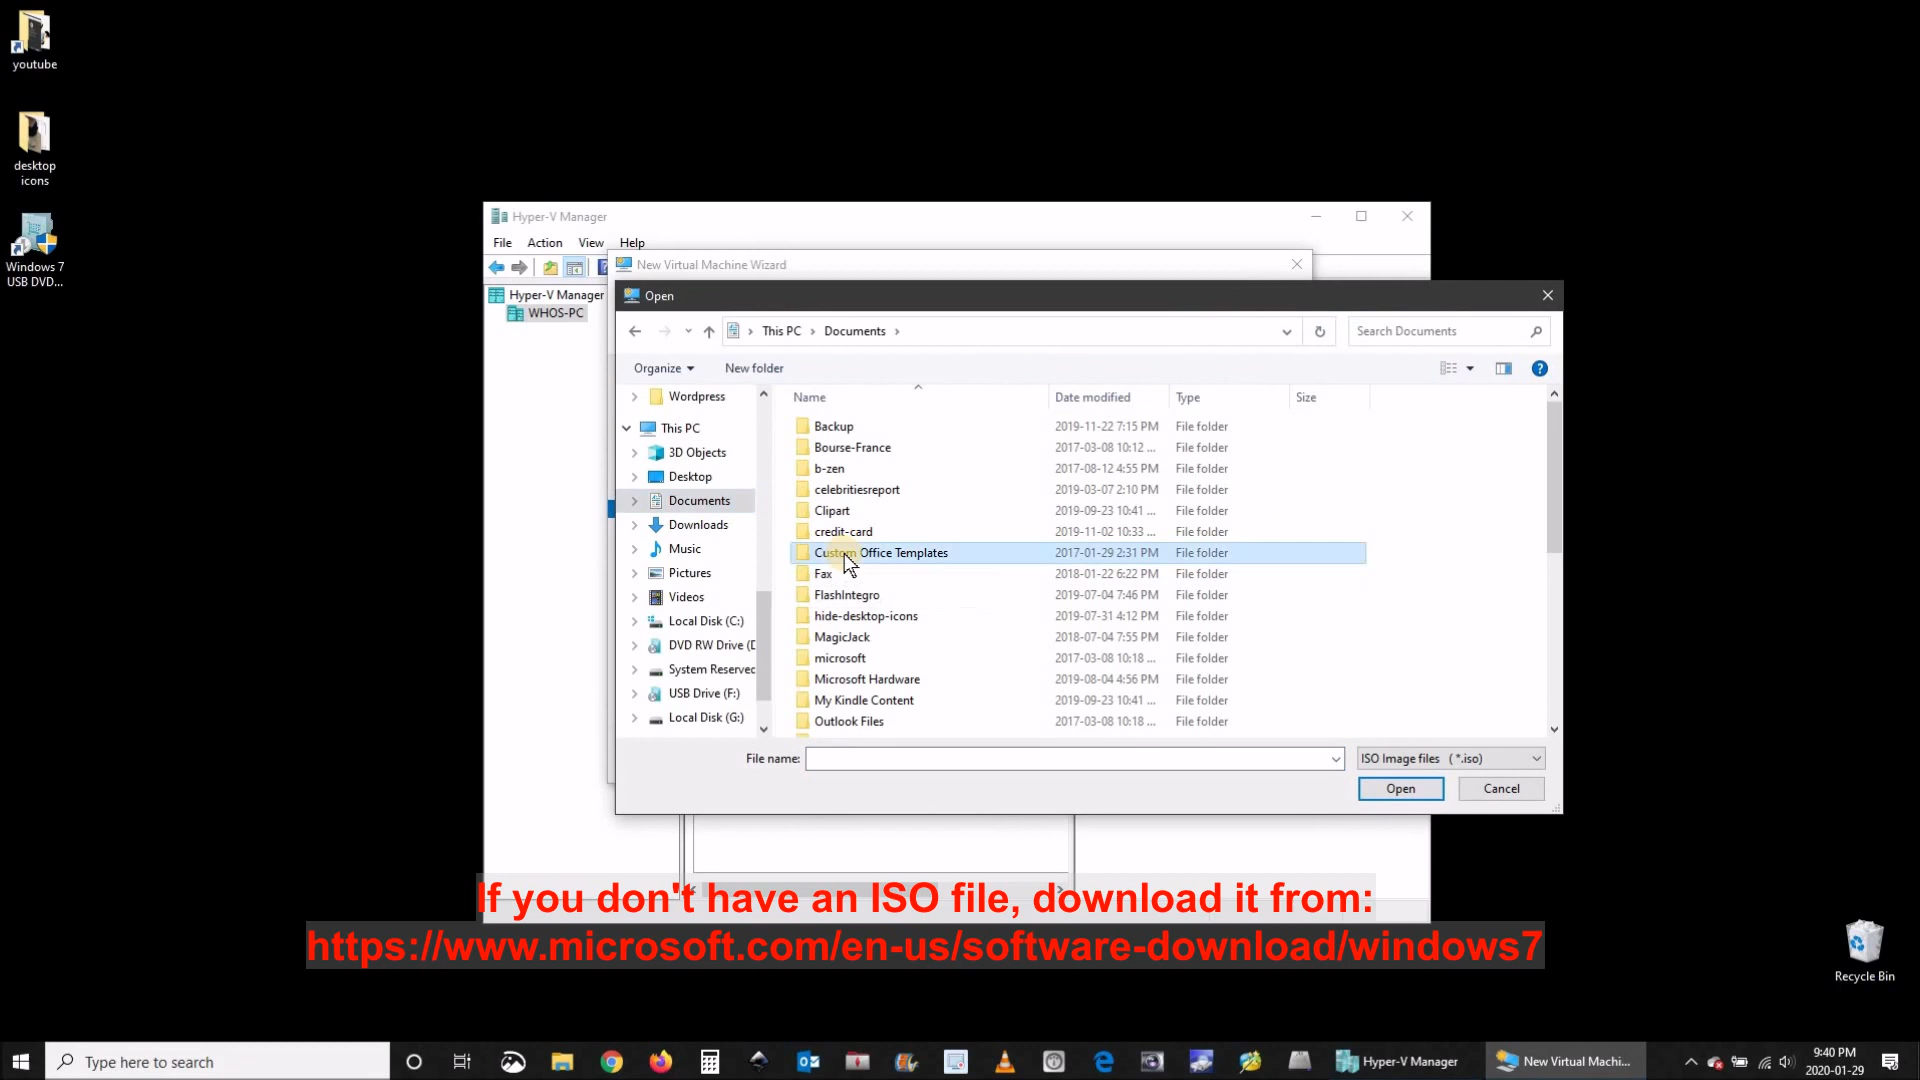 youtube
desktop
icons
Windows 7
USB DVD...
Hyper-V Manager
File Action View Help
Hyper-V Manager
WHOS-PC
New Virtual Machine Wizard
Open
This PC > Documents >
Search Documents
Organize New folder
Wordpress
This PC
3D Objects
Desktop
Documents
Downloads
Music
Pictures
Videos
Local Disk (C:)
DVD RW Drive (D
System Reserved
USB Drive (F:)
Local Disk (G:)
Name Date modified Type Size
Backup 2019-11-22 7:15 PM File folder
Bourse-France 2017-03-08 10:12 ... File folder
b-zen 2017-08-12 4:55 PM File folder
celebritiesreport 2019-03-07 2:10 PM File folder
Clipart 2019-09-23 10:41 ... File folder
credit-card 2019-11-02 10:33 ... File folder
Custom Office Templates 2017-01-29 2:31 PM File folder
Fax 2018-01-22 6:22 PM File folder
FlashIntegro 2019-07-04 7:46 PM File folder
hide-desktop-icons 2019-07-31 4:12 PM File folder
MagicJack 2018-07-04 7:55 PM File folder
microsoft 2017-03-08 10:18 ... File folder
Microsoft Hardware 2019-08-04 4:56 PM File folder
My Kindle Content 2019-09-23 10:41 ... File folder
Outlook Files 2017-03-08 10:18 ... File folder
File name: ISO Image files (*.iso)
Open Cancel
If you don't have an ISO file, download it from:
https://www.microsoft.com/en-us/software-download/windows7
Recycle Bin
Type here to search
Hyper-V Manager
New Virtual Machi...
9:40 PM
2020-01-29